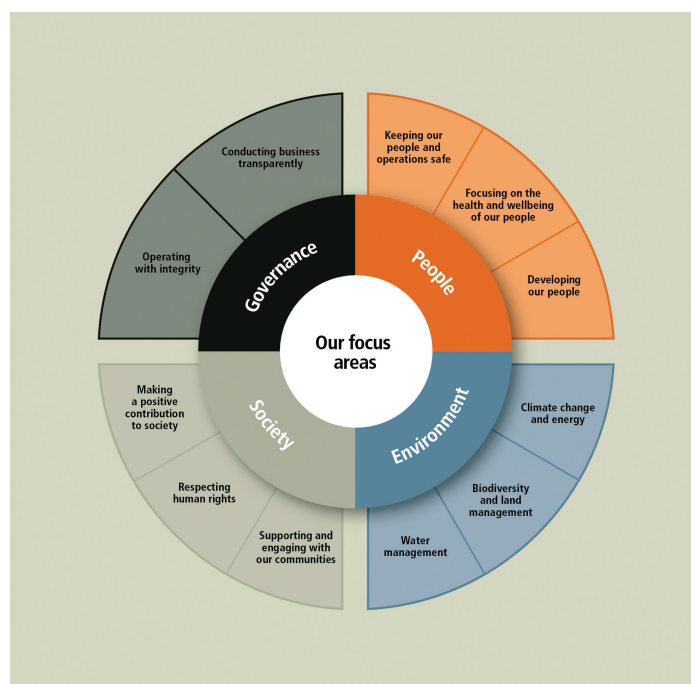 Conducting business
transparently
Operating
with integrity
Governance
Keeping our
people and
operations safe
Focusing on the
health and wellbeing
of our people
Developing
our people
People
Our focus
areas
Making
a positive
contribution
to society
Respecting
human rights
Supporting and
engaging with
our communities
Society
Climate change
and energy
Biodiversity
and land
management
Water
management
Environment